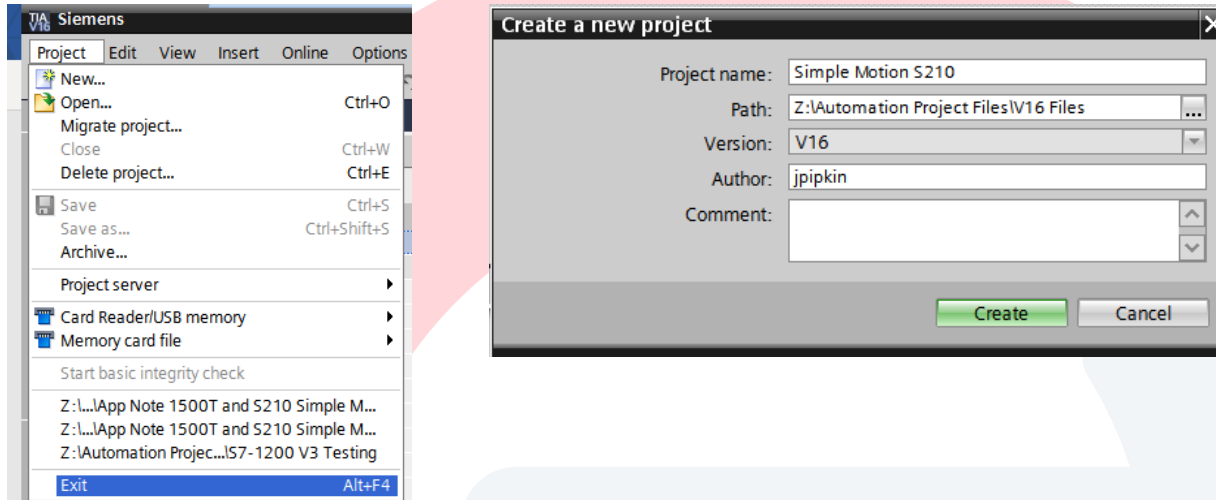 TIA V16 Siemens
Project Edit View Insert Online Options
New...
Open... Ctrl+O
Migrate project...
Close Ctrl+W
Delete project... Ctrl+E
Save Ctrl+S
Save as... Ctrl+Shift+S
Archive...
Project server
Card Reader/USB memory
Memory card file
Start basic integrity check
Z:\...\App Note 1500T and S210 Simple M...
Z:\...\App Note 1500T and S210 Simple M...
Z:\Automation Projec...\S7-1200 V3 Testing
Exit Alt+F4
Create a new project
Project name: Simple Motion S210
Path: Z:\Automation Project Files\V16 Files ...
Version: V16
Author: jpipkin
Comment:
Create Cancel